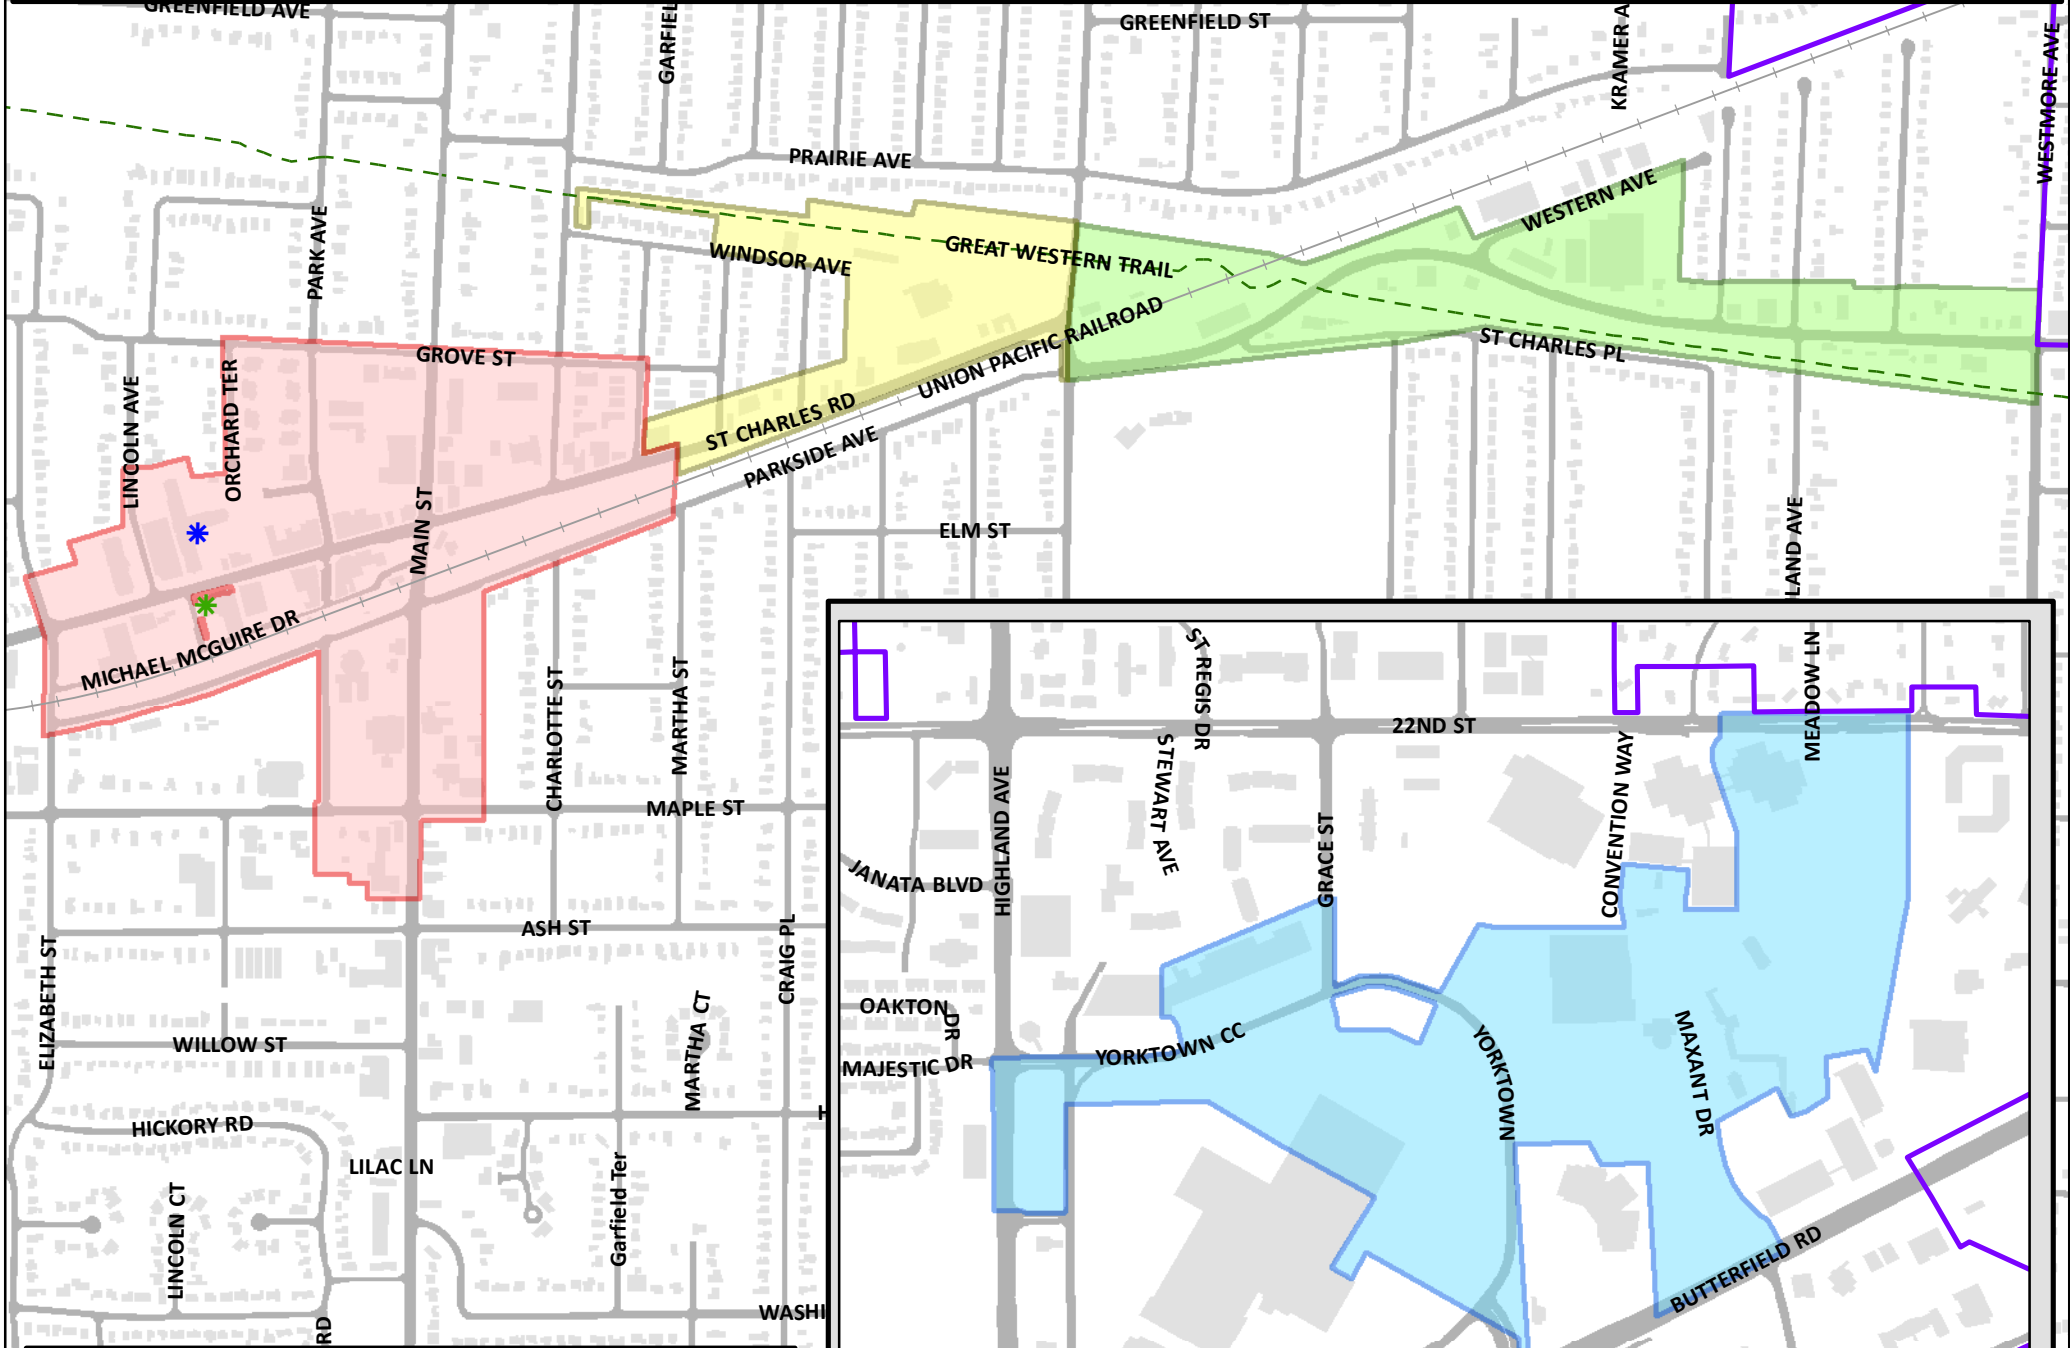 GREENFIELD AVE
GARFIEL
GREENFIELD ST
KRAMER A
WESTMORE AVE
PRAIRIE AVE
PARK AVE
WESTERN AVE
WINDSOR AVE
GREAT WESTERN TRAIL
UNION PACIFIC RAILROAD
ST CHARLES PL
GROVE ST
LINCOLN AVE
ORCHARD TER
ST CHARLES RD
PARKSIDE AVE
MAIN ST
ELM ST
LAND AVE
MICHAEL MCGUIRE DR
CHARLOTTE ST
MARTHA ST
MAPLE ST
ASH ST
CRAIG PL
ELIZABETH ST
WILLOW ST
MARTHA CT
HICKORY RD
H
LILAC LN
LINCOLN CT
Garfield Ter
WASHI
RD
ST REGIS DR
MEADOW LN
22ND ST
STEWART AVE
CONVENTION WAY
HIGHLAND AVE
GRACE ST
JANATA BLVD
OAKTON DR
MAJESTIC DR
YORKTOWN CC
YORKTOWN
MAXANT DR
BUTTERFIELD RD